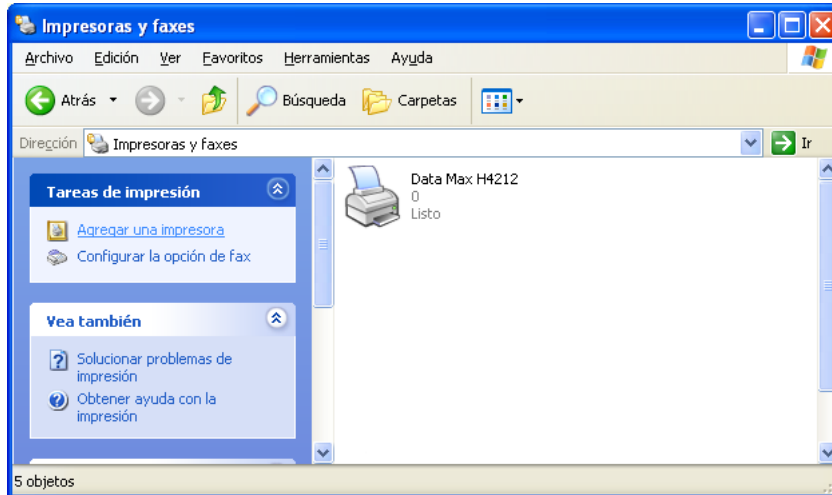 Impresoras y faxes
Archivo Edición Ver Favoritos Herramientas Ayuda
Atrás Búsqueda Carpetas
Dirección Impresoras y faxes Ir
Tareas de impresión
Agregar una impresora
Configurar la opción de fax
Vea también
Solucionar problemas de
impresión
Obtener ayuda con la
impresión
Data Max H4212
0
Listo
5 objetos